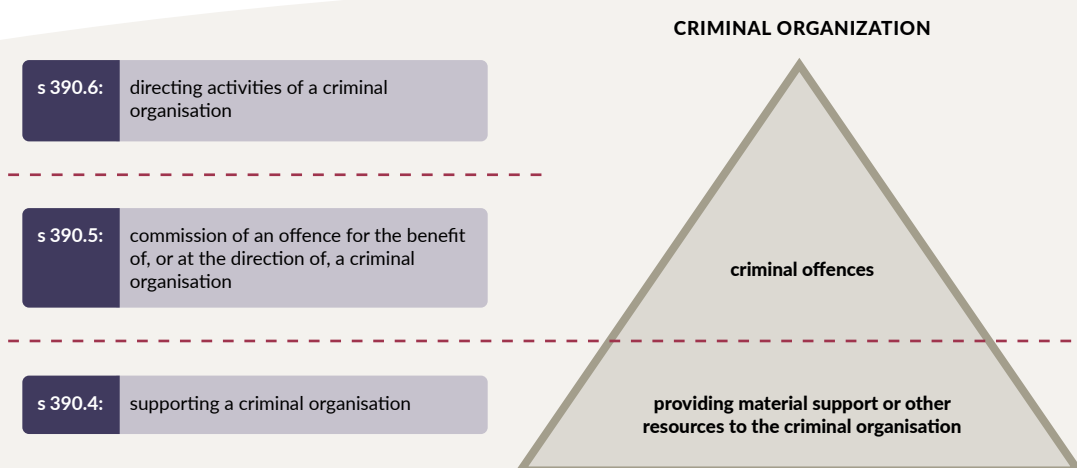 CRIMINAL ORGANIZATION
s 390.6:
directing activities of a criminal
organisation
s 390.5:
commission of an offence for the benefit
of, or at the direction of, a criminal
organisation
criminal offences
s 390.4:
supporting a criminal organisation
providing material support or other
resources to the criminal organisation